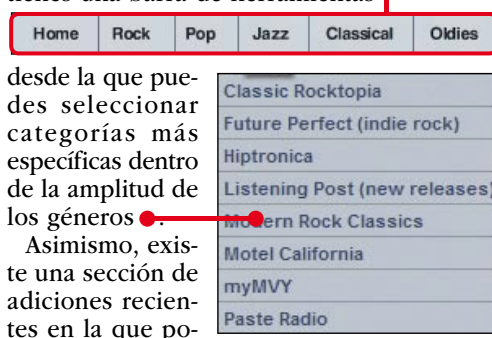 tienes una barra de herramientas
Home Rock Pop Jazz Classical Oldies
desde la que pue-
des seleccionar
categorías más
específicas dentro
de la amplitud de
los géneros .
Asimismo, exis-
te una sección de
adiciones recien-
tes en la que po-
Classic Rocktopia
Future Perfect (indie rock)
Hiptronica
Listening Post (new releases)
Modern Rock Classics
Motel California
myMVY
Paste Radio